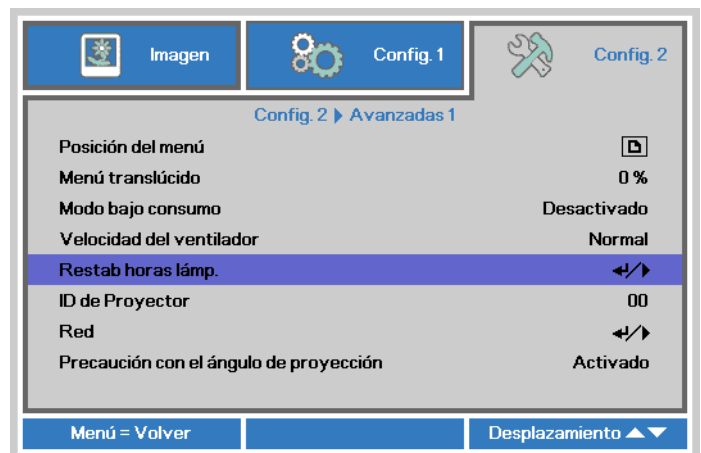 Imagen
Config. 1
Config. 2
Config. 2 Avanzadas 1
Posición del menú
Menú translúcido 0 %
Modo bajo consumo Desactivado
Velocidad del ventilador Normal
Restab horas lámp.
ID de Proyector 00
Red
Precaución con el ángulo de proyección Activado
Menú = Volver
Desplazamiento